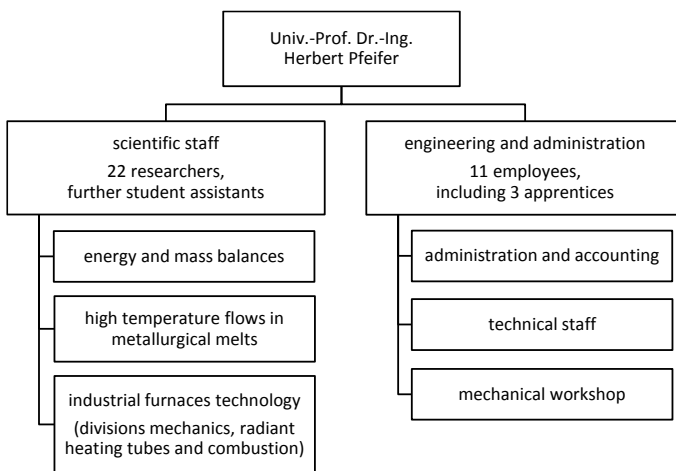 Univ.-Prof. Dr.-Ing.
Herbert Pfeifer
scientific staff
22 researchers,
further student assistants
energy and mass balances
high temperature flows in
metallurgical melts
industrial furnaces technology
(divisions mechanics, radiant
heating tubes and combustion)
engineering and administration
11 employees,
including 3 apprentices
administration and accounting
technical staff
mechanical workshop